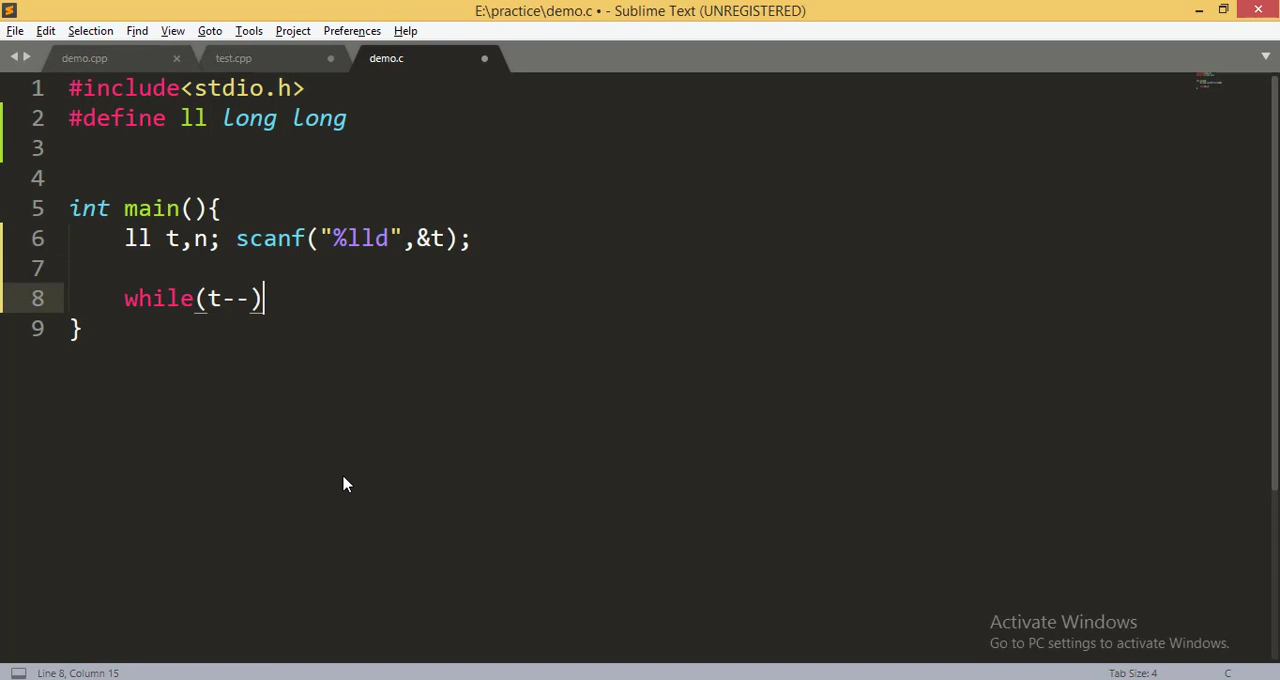 E:\practice\demo.c • - Sublime Text (UNREGISTERED)
File Edit Selection Find View Goto Tools Project Preferences Help
demo.cpp test.cpp demo.c
1 #include<stdio.h>
2 #define ll long long
3
4
5 int main(){
6 ll t,n; scanf("%lld",&t);
7
8 while(t--)
9 }
Activate Windows
Go to PC settings to activate Windows.
Line 8, Column 15 Tab Size: 4 C